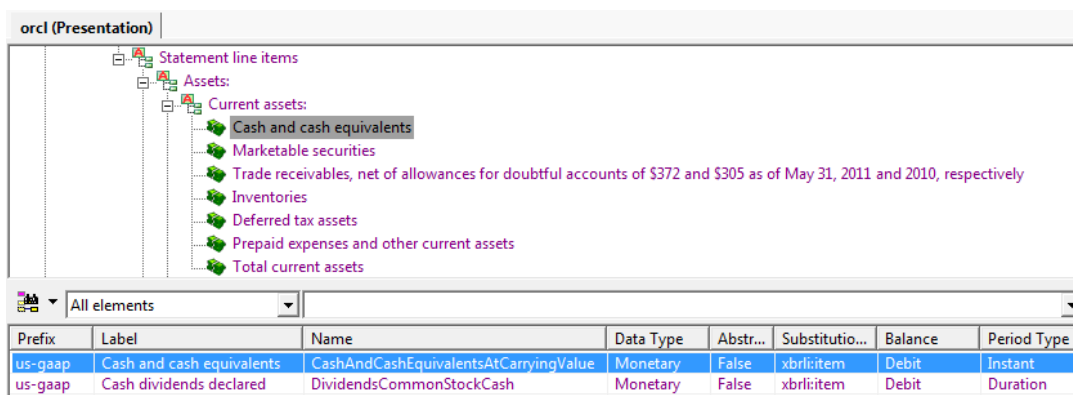 orcl (Presentation)
Statement line items
Assets:
Current assets:
Cash and cash equivalents
Marketable securities
Trade receivables, net of allowances for doubtful accounts of $372 and $305 as of May 31, 2011 and 2010, respectively
Inventories
Deferred tax assets
Prepaid expenses and other current assets
Total current assets
All elements
Prefix Label Name Data Type Abstr... Substitutio... Balance Period Type
us-gaap Cash and cash equivalents CashAndCashEquivalentsAtCarryingValue Monetary False xbrli:item Debit Instant
us-gaap Cash dividends declared DividendsCommonStockCash Monetary False xbrli:item Debit Duration